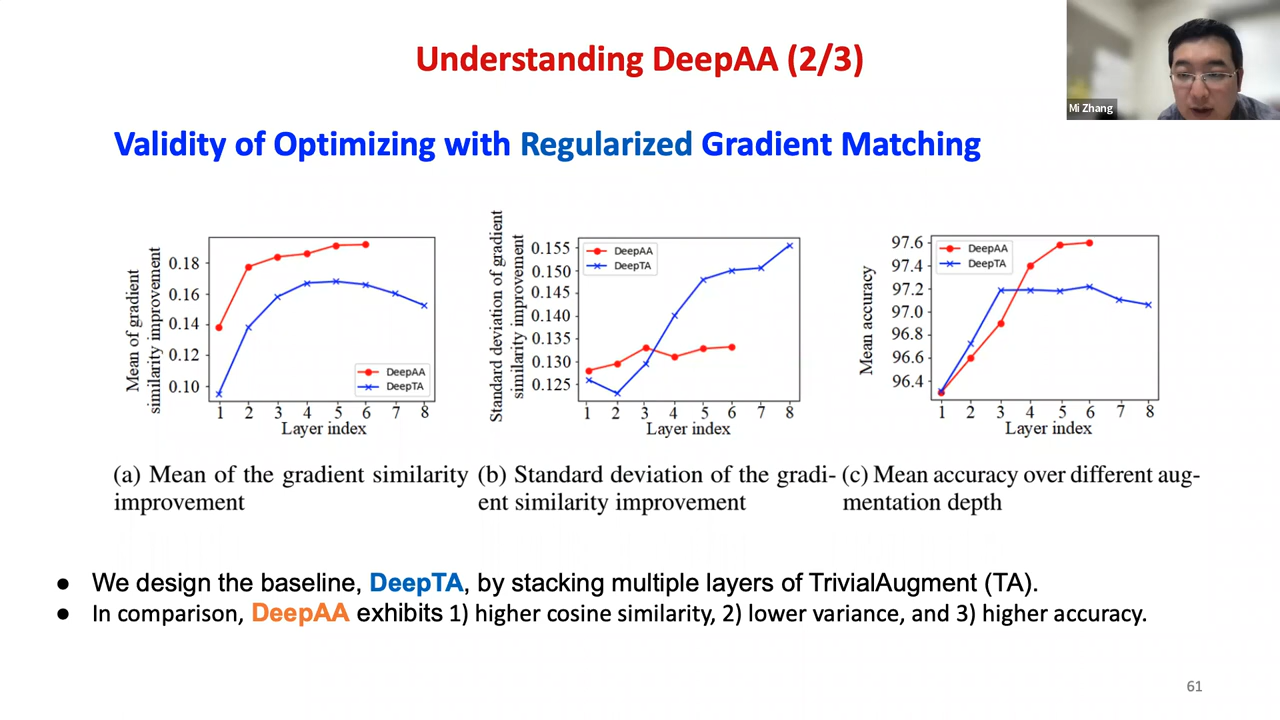 Understanding DeepAA (2/3)
Mi Zhang
Validity of Optimizing with Regularized Gradient Matching
Mean of gradient
similarity improvement
0.18
0.16
0.14
0.12
0.10
DeepAA
DeepTA
1 2 3 4 5 6 7 8
Layer index
Standard deviation of gradient
similarity improvement
0.155
0.150
0.145
0.140
0.135
0.130
0.125
DeepAA
DeepTA
1 2 3 4 5 6 7 8
Layer index
Mean accuracy
97.6
97.4
97.2
97.0
96.8
96.6
96.4
DeepAA
DeepTA
1 2 3 4 5 6 7 8
Layer index
(a) Mean of the gradient similarity
improvement
(b) Standard deviation of the gradi-
ent similarity improvement
(c) Mean accuracy over different aug-
mentation depth
● We design the baseline, DeepTA, by stacking multiple layers of TrivialAugment (TA).
● In comparison, DeepAA exhibits 1) higher cosine similarity, 2) lower variance, and 3) higher accuracy.
61